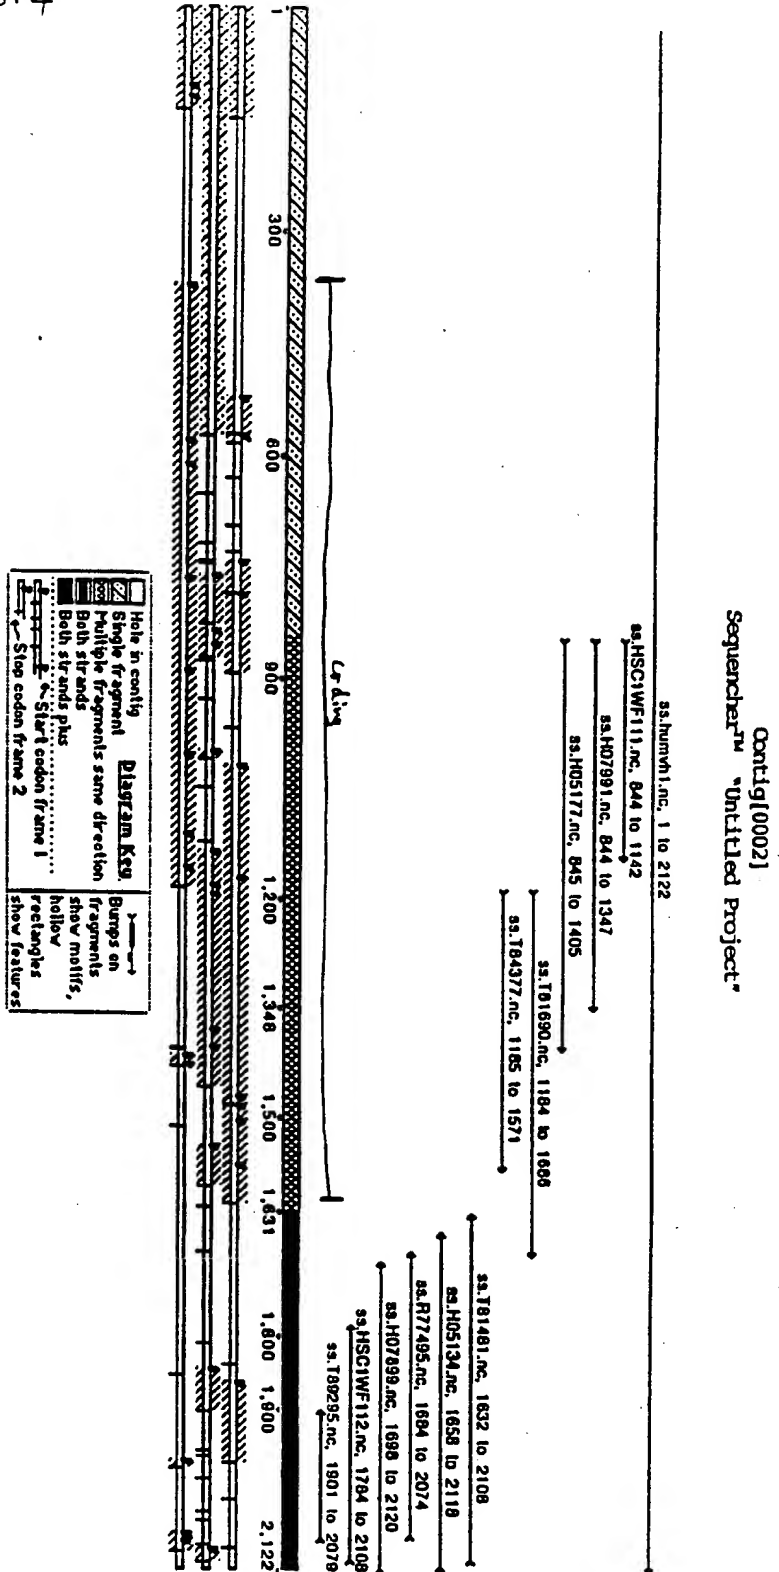 Contig[0002]
Sequencher™ "Untitled Project"
ss.humvh1.nc, 1 to 2122
ss.HSC1WF111.nc, 844 to 1142
ss.H07991.nc, 844 to 1347
ss.H05177.nc, 845 to 1405
ss.T81690.nc, 1184 to 1686
ss.T84377.nc, 1185 to 1571
ss.T81481.nc, 1632 to 2108
ss.H05134.nc, 1658 to 2118
ss.R77495.nc, 1684 to 2074
ss.H07899.nc, 1698 to 2120
ss.HSC1WF112.nc, 1784 to 2108
ss.T89295.nc, 1901 to 2079
Coding
1 300 600 900 1,200 1,348 1,500 1,631 1,800 1,900 2,122
Diagram Key
Hole in contig
Single fragment
Multiple fragments same direction
Both strands
Both strands plus
Start codon frame 1
Stop codon frame 2
Bumps on
fragments
show motifs,
hollow
rectangles
show features